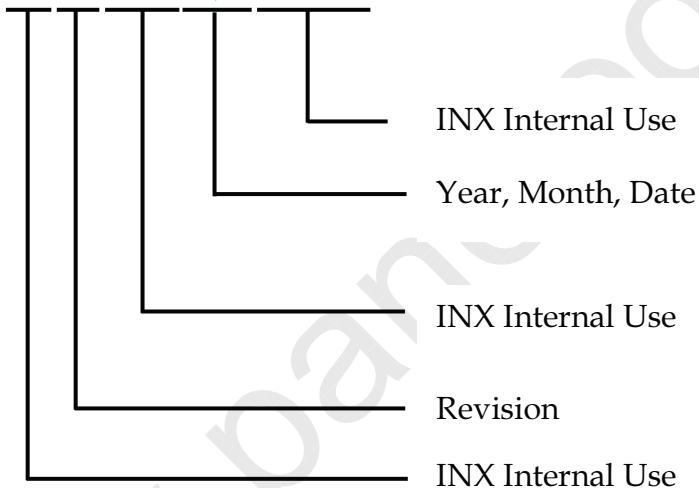 INX Internal Use
Year, Month, Date
INX Internal Use
Revision
INX Internal Use